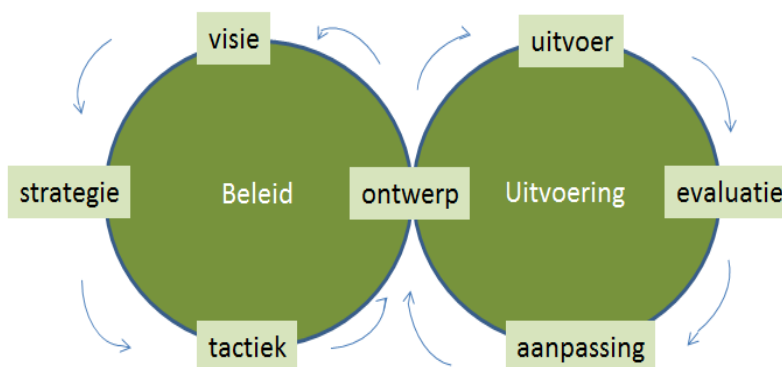 visie
uitvoer
strategie
Beleid
ontwerp
Uitvoering
evaluatie
tactiek
aanpassing